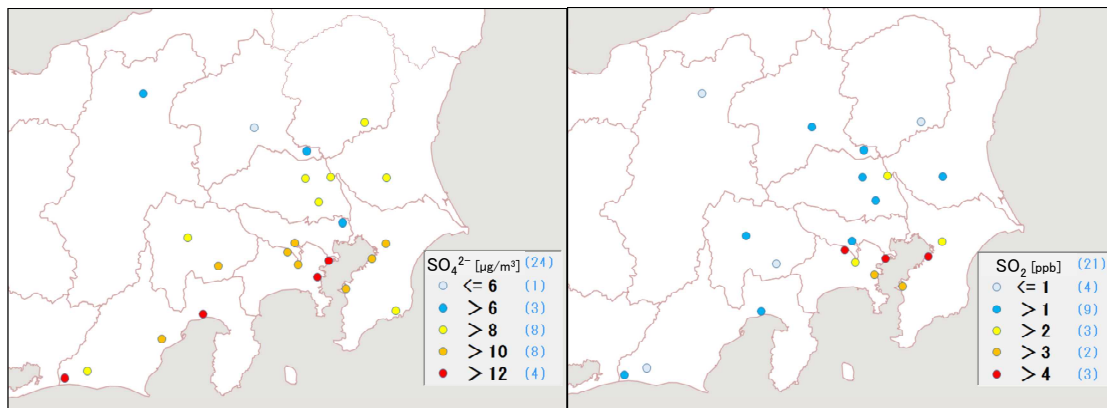 SO₄²⁻ [μg/m³] (24)
<= 6 (1)
> 6 (3)
> 8 (8)
> 10 (8)
> 12 (4)
SO₂ [ppb] (21)
<= 1 (4)
> 1 (9)
> 2 (3)
> 3 (2)
> 4 (3)